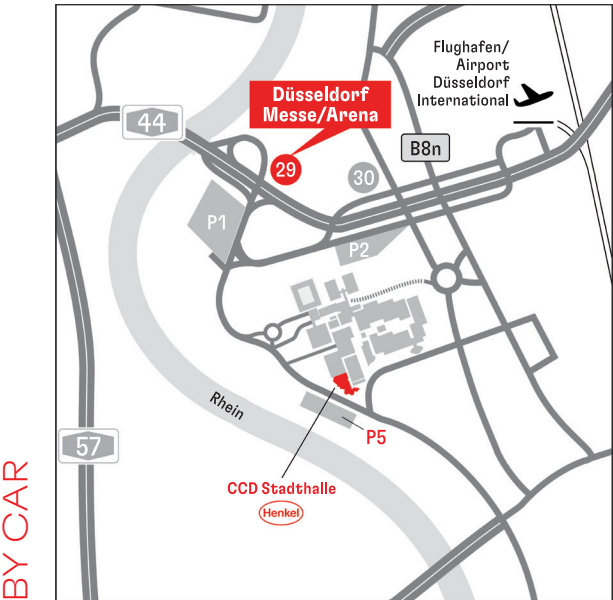 Flughafen/
Airport
Düsseldorf
International
Düsseldorf
Messe/Arena
44
B8n
29
30
P1
P2
Rhein
P5
57
CCD Stadthalle
Henkel
BY CAR